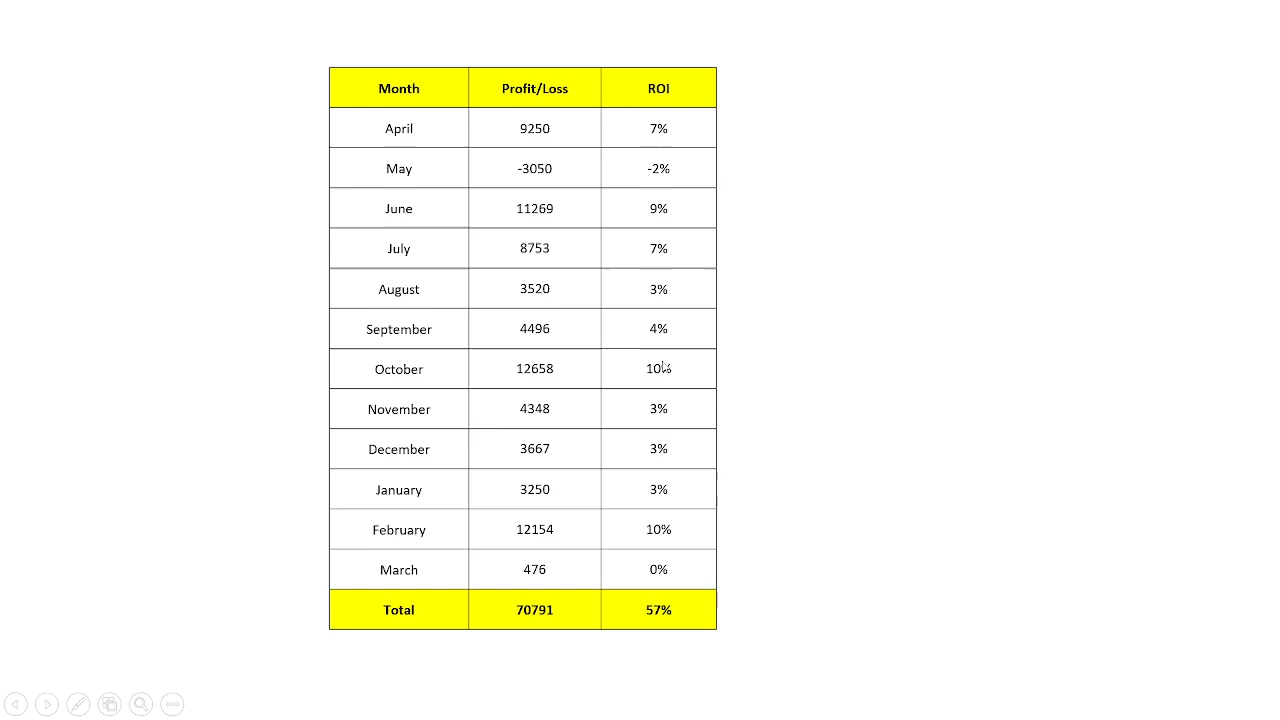 Month Profit/Loss ROI
April 9250 7%
May -3050 -2%
June 11269 9%
July 8753 7%
August 3520 3%
September 4496 4%
October 12658 10%
November 4348 3%
December 3667 3%
January 3250 3%
February 12154 10%
March 476 0%
Total 70791 57%